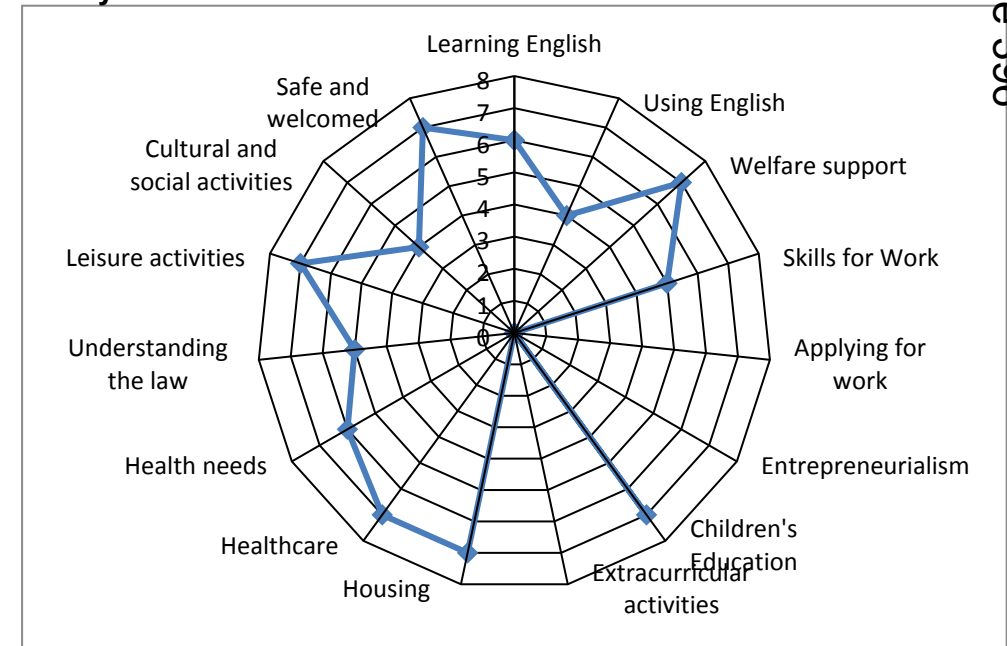 Learning English
Using English
Welfare support
Skills for Work
Applying for
work
Entrepreneurialism
Children's
Education
Extracurricular
activities
Housing
Healthcare
Health needs
Understanding
the law
Leisure activities
Cultural and
social activities
Safe and
welcomed
8
7
6
5
4
3
2
1
0